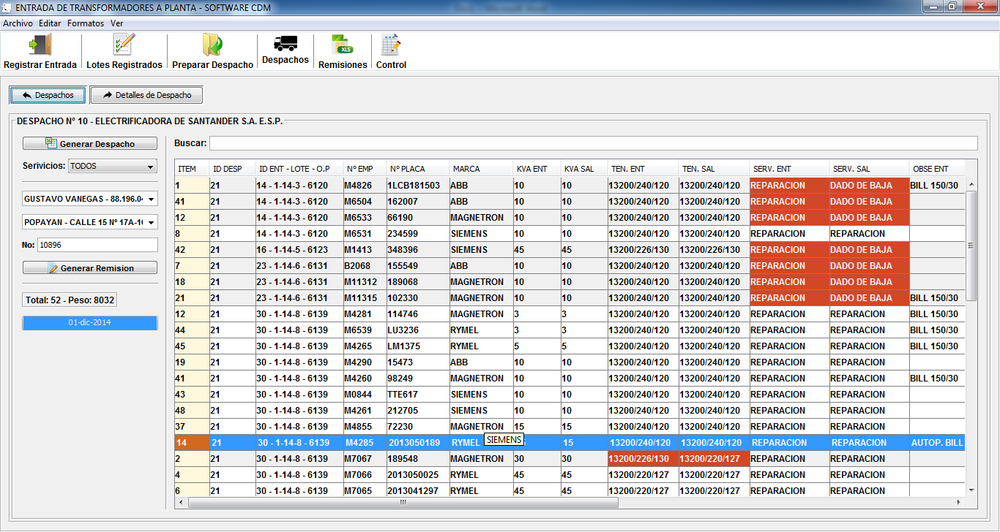 ENTRADA DE TRANSFORMADORES A PLANTA - SOFTWARE CDM
Archivo Editar Formatos Ver
Registrar Entrada Lotes Registrados Preparar Despacho Despachos XLS Remisiones Control
Despachos Detalles de Despacho
DESPACHO N° 10 - ELECTRIFICADORA DE SANTANDER S.A. E.S.P.
Generar Despacho
Serivicios: TODOS
GUSTAVO VANEGAS - 88.196.04
POPAYAN - CALLE 15 Nº 17A-1
No: 10896
Generar Remision
Total: 52 - Peso: 8032
01-dic-2014
Buscar:
ITEM ID DESP ID ENT - LOTE - O.P Nº EMP Nº PLACA MARCA KVA ENT KVA SAL TEN. ENT TEN. SAL SERV. ENT SERV. SAL OBSE ENT
1 21 14 - 1-14-3 - 6120 M4826 1LCB181503 ABB 10 10 13200/240/120 13200/240/120 REPARACION DADO DE BAJA BILL 150/30
41 21 14 - 1-14-3 - 6120 M6504 162007 ABB 10 10 13200/240/120 13200/240/120 REPARACION DADO DE BAJA
12 21 14 - 1-14-3 - 6120 M6533 66190 MAGNETRON 10 10 13200/240/120 13200/240/120 REPARACION DADO DE BAJA
8 21 14 - 1-14-3 - 6120 M6531 234599 SIEMENS 10 10 13200/240/120 13200/240/120 REPARACION REPARACION
42 21 16 - 1-14-5 - 6123 M1413 348396 SIEMENS 45 45 13200/226/130 13200/226/130 REPARACION DADO DE BAJA
7 21 23 - 1-14-6 - 6131 B2068 155549 ABB 10 10 13200/240/120 13200/240/120 REPARACION DADO DE BAJA
18 21 23 - 1-14-6 - 6131 M11312 189068 MAGNETRON 10 10 13200/240/120 13200/240/120 REPARACION DADO DE BAJA
21 21 23 - 1-14-6 - 6131 M11315 102330 MAGNETRON 10 10 13200/240/120 13200/240/120 REPARACION DADO DE BAJA BILL 150/30
12 21 30 - 1-14-8 - 6139 M4281 114746 MAGNETRON 3 3 13200/240/120 13200/240/120 REPARACION REPARACION BILL 150/30
44 21 30 - 1-14-8 - 6139 M6539 LU3236 RYMEL 3 3 13200/240/120 13200/240/120 REPARACION REPARACION BILL 150/30
45 21 30 - 1-14-8 - 6139 M4265 LM1375 RYMEL 5 5 13200/240/120 13200/240/120 REPARACION REPARACION BILL 150/30
19 21 30 - 1-14-8 - 6139 M4290 15473 ABB 10 10 13200/240/120 13200/240/120 REPARACION REPARACION
41 21 30 - 1-14-8 - 6139 M4260 98249 MAGNETRON 10 10 13200/240/120 13200/240/120 REPARACION REPARACION BILL 150/30
43 21 30 - 1-14-8 - 6139 M0844 TTE617 SIEMENS 10 10 13200/240/120 13200/240/120 REPARACION REPARACION
48 21 30 - 1-14-8 - 6139 M4261 212705 SIEMENS 10 10 13200/240/120 13200/240/120 REPARACION REPARACION
37 21 30 - 1-14-8 - 6139 M4855 72230 MAGNETRON 15 15 13200/240/120 13200/240/120 REPARACION REPARACION
14 21 30 - 1-14-8 - 6139 M4285 2013050189 RYMEL SIEMENS 15 13200/240/120 13200/240/120 REPARACION REPARACION AUTOP. BILL
2 21 30 - 1-14-8 - 6139 M7067 189548 MAGNETRON 30 30 13200/226/130 13200/220/127 REPARACION REPARACION
4 21 30 - 1-14-8 - 6139 M7066 2013050025 RYMEL 45 45 13200/220/127 13200/220/127 REPARACION REPARACION
6 21 30 - 1-14-8 - 6139 M7065 2013041297 RYMEL 45 45 13200/220/127 13200/220/127 REPARACION REPARACION